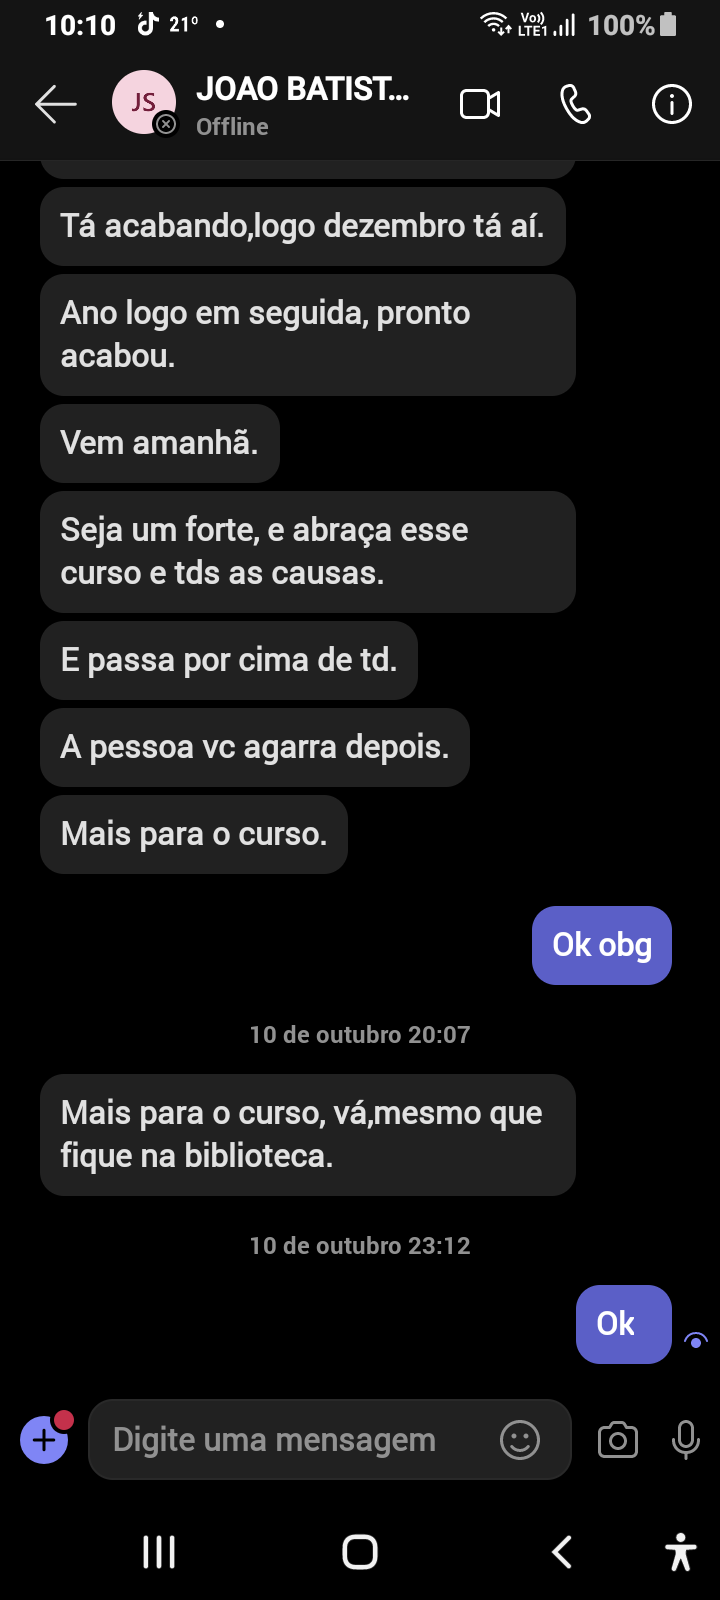 10:10 21° 100%
Vo))
LTE1
JS JOAO BATIST...
Offline
Tá acabando,logo dezembro tá aí.
Ano logo em seguida, pronto
acabou.
Vem amanhã.
Seja um forte, e abraça esse
curso e tds as causas.
E passa por cima de td.
A pessoa vc agarra depois.
Mais para o curso.
Ok obg
10 de outubro 20:07
Mais para o curso, vá,mesmo que
fique na biblioteca.
10 de outubro 23:12
Ok
Digite uma mensagem